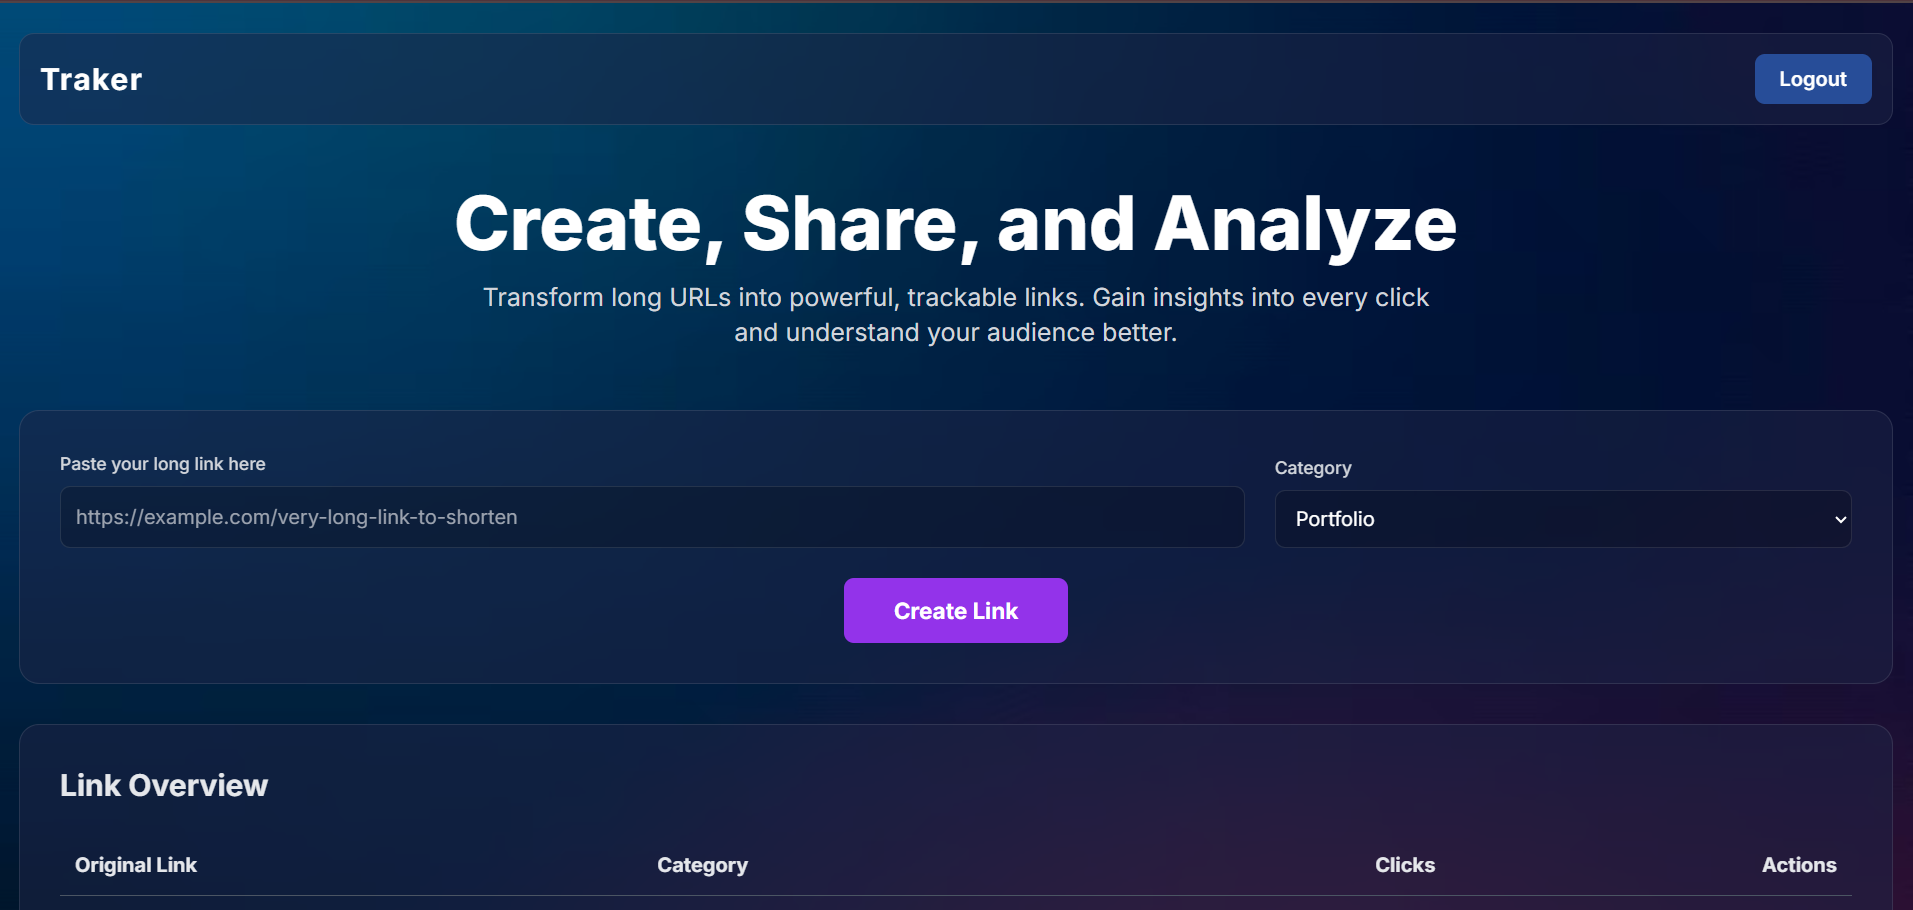 Traker
Logout
Create, Share, and Analyze
Transform long URLs into powerful, trackable links. Gain insights into every click
and understand your audience better.
Paste your long link here
https://example.com/very-long-link-to-shorten
Category
Portfolio
Create Link
Link Overview
Original Link Category Clicks Actions